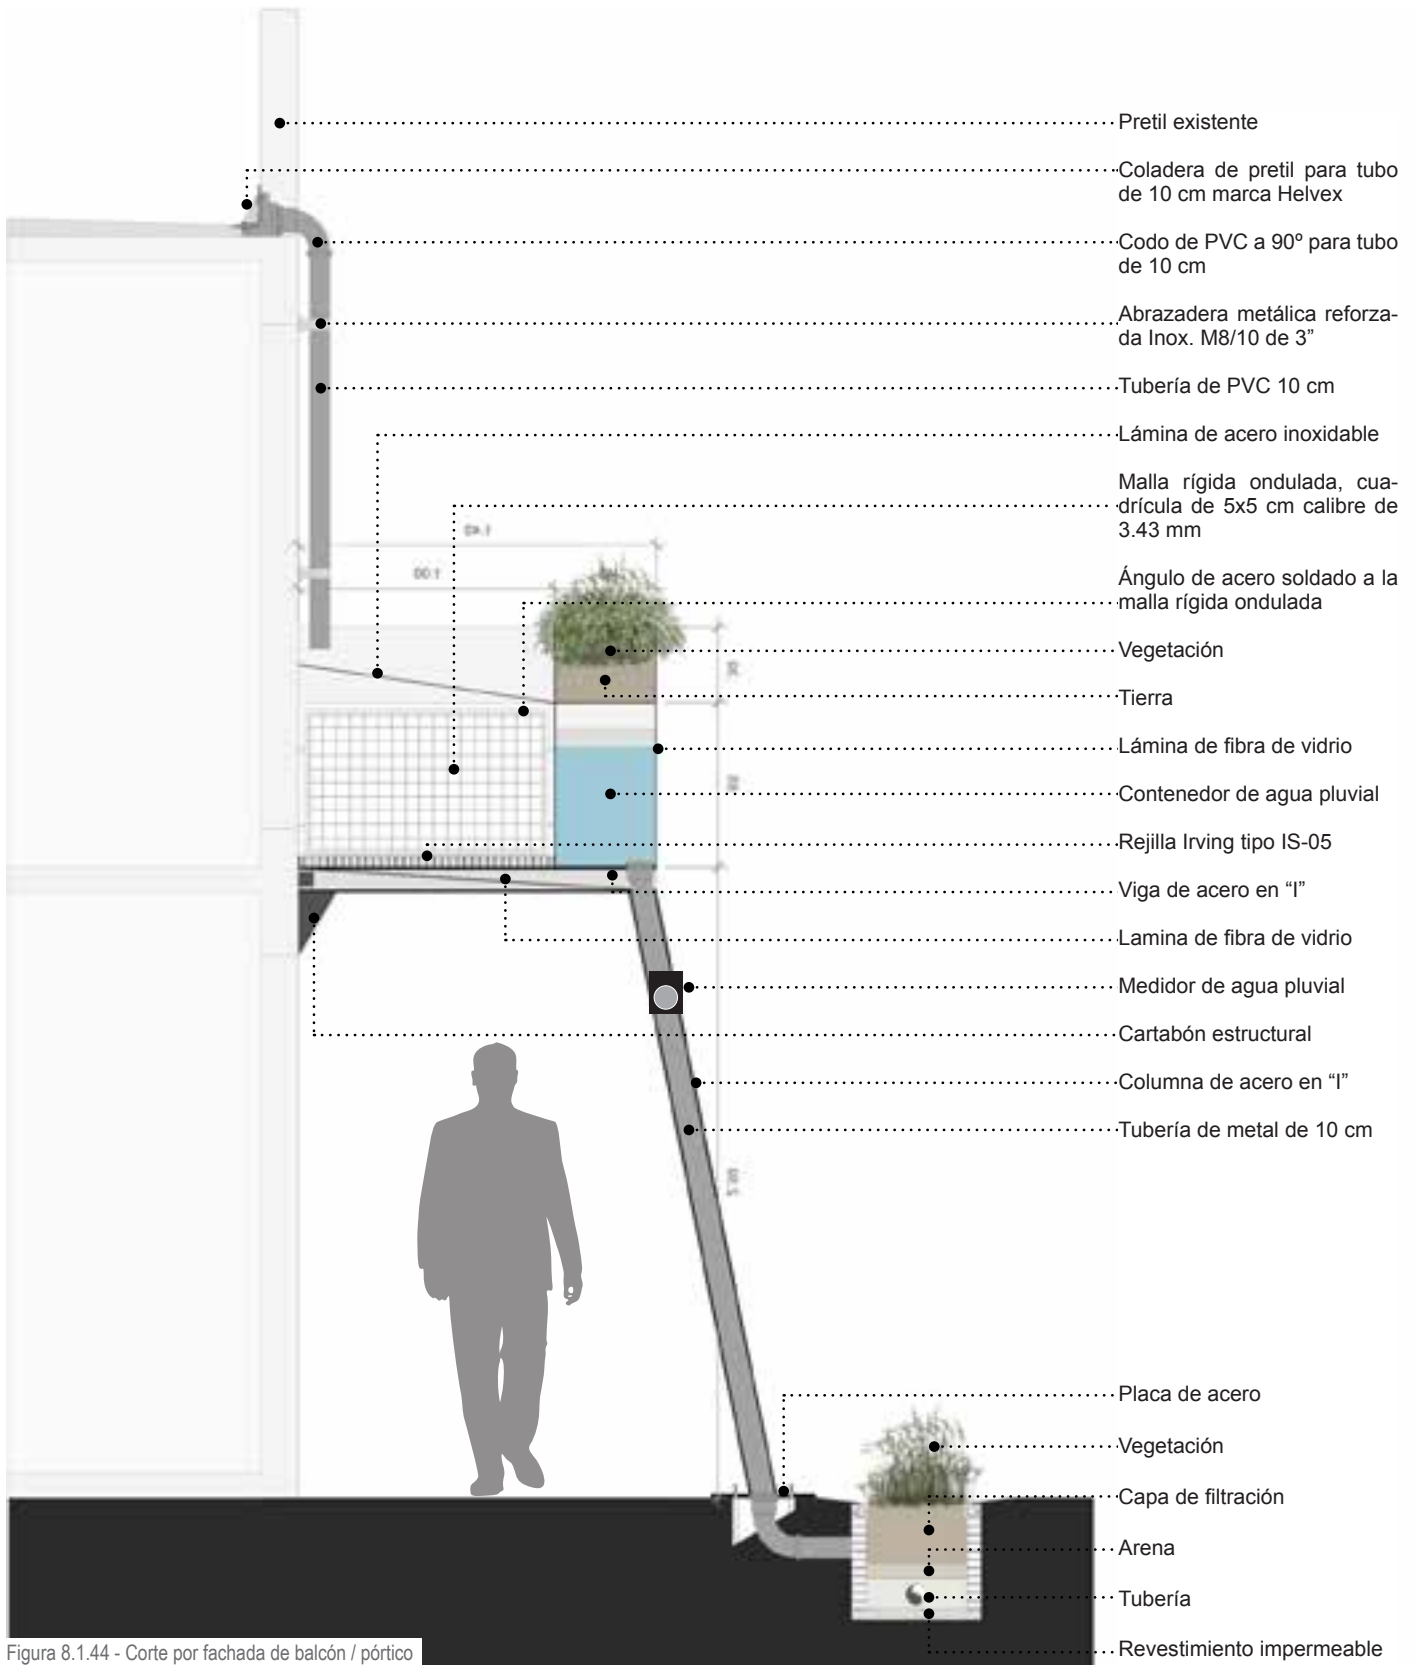 Pretil existente
Coladera de pretil para tubo
de 10 cm marca Helvex
Codo de PVC a 90º para tubo
de 10 cm
Abrazadera metálica reforza-
da Inox. M8/10 de 3”
Tubería de PVC 10 cm
Lámina de acero inoxidable
Malla rígida ondulada, cua-
drícula de 5x5 cm calibre de
3.43 mm
1.40
1.00
Ángulo de acero soldado a la
malla rígida ondulada
Vegetación
Tierra
Lámina de fibra de vidrio
Contenedor de agua pluvial
Rejilla Irving tipo IS-05
Viga de acero en “I”
Lamina de fibra de vidrio
Medidor de agua pluvial
Cartabón estructural
Columna de acero en “I”
Tubería de metal de 10 cm
Placa de acero
Vegetación
Capa de filtración
Arena
Tubería
Revestimiento impermeable
Figura 8.1.44 - Corte por fachada de balcón / pórtico